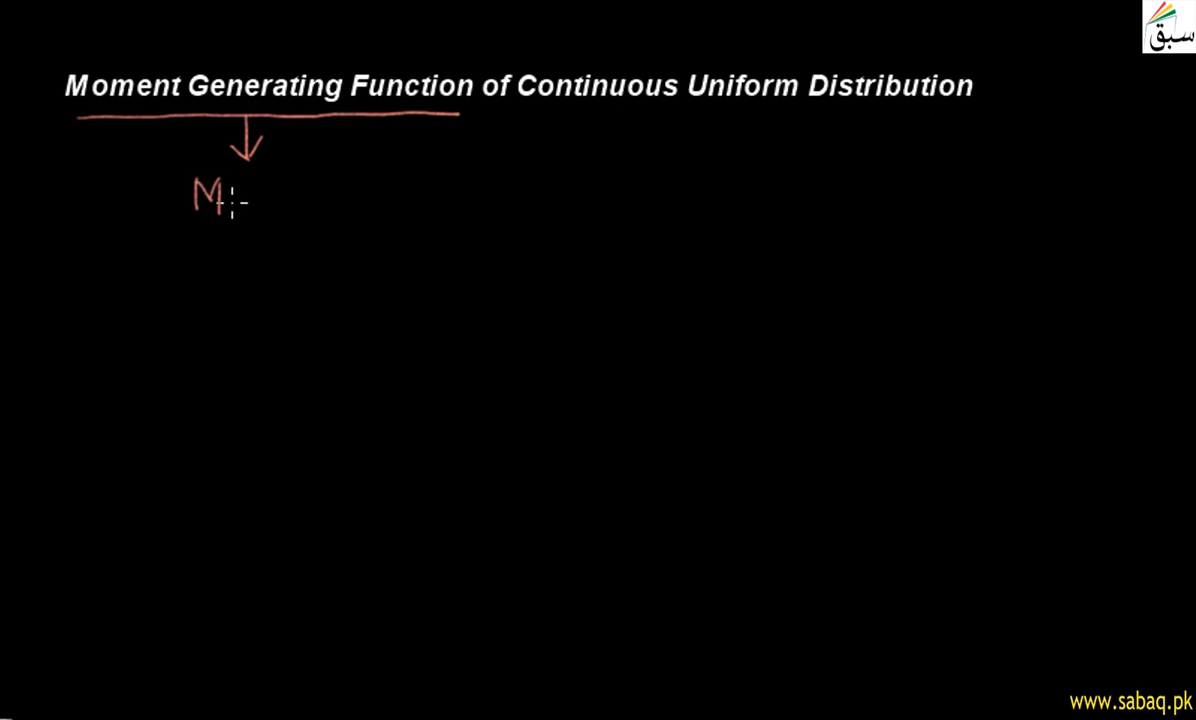 سبق
Moment Generating Function of Continuous Uniform Distribution
M
www.sabaq.pk